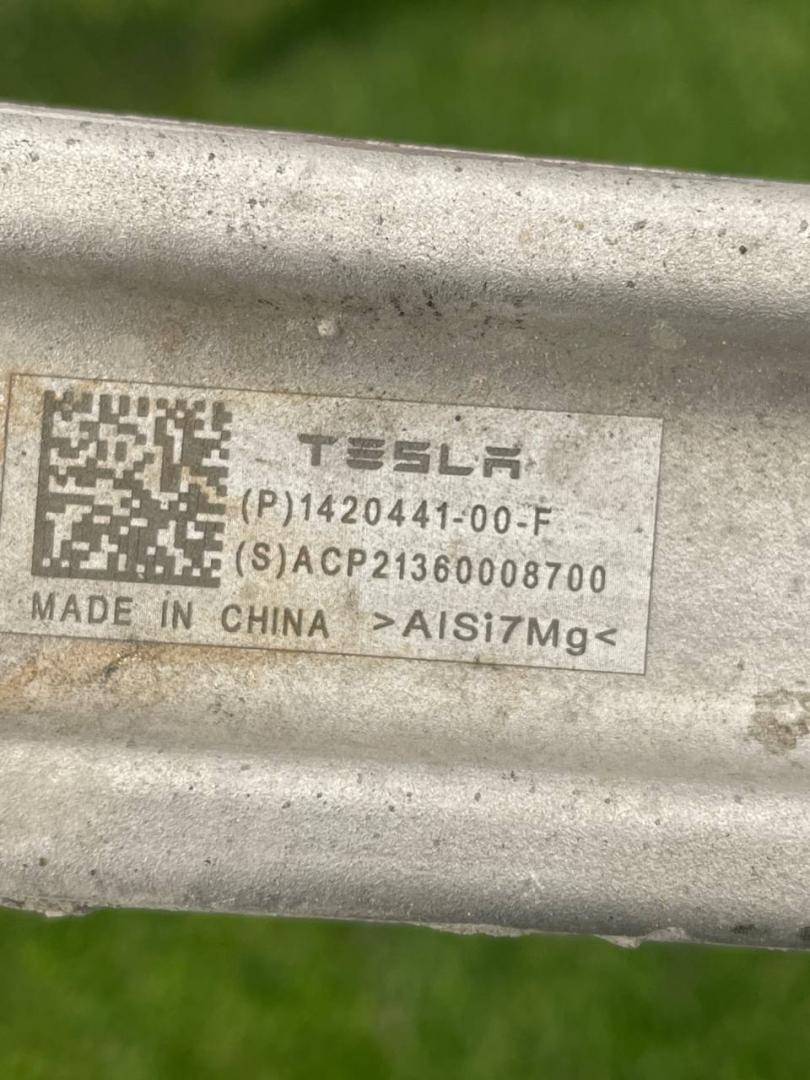 TESLA
(P)1420441-00-F
(S)ACP21360008700
MADE IN CHINA >AlSi7Mg<